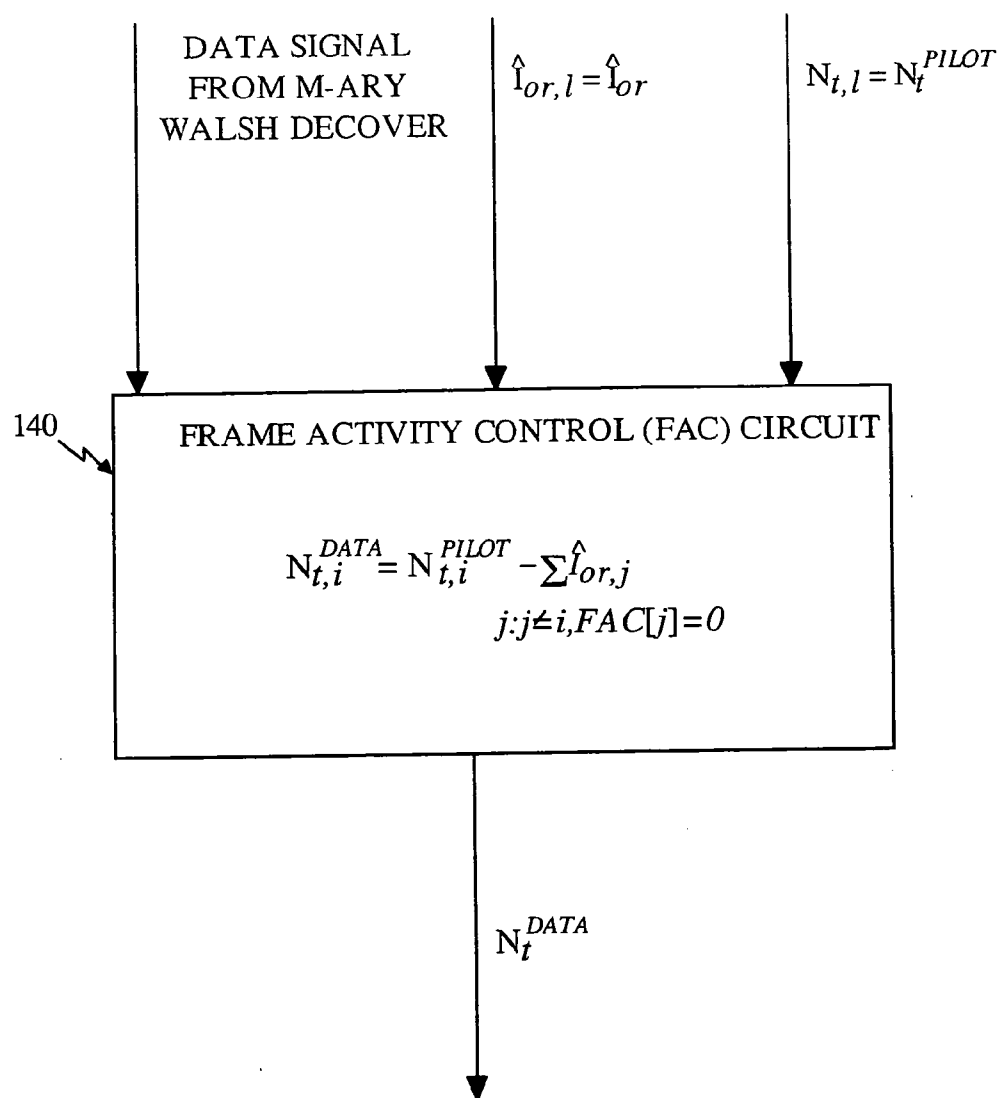 DATA SIGNAL
FROM M-ARY
WALSH DECOVER
Î_{or, l} = Î_{or}
N_{t, l} = N_t^{PILOT}
140
FRAME ACTIVITY CONTROL (FAC) CIRCUIT
N_{t,i}^{DATA} = N_{t,i}^{PILOT} - ∑Î_{or,j}
j:j≠i,FAC[j]=0
N_t^{DATA}